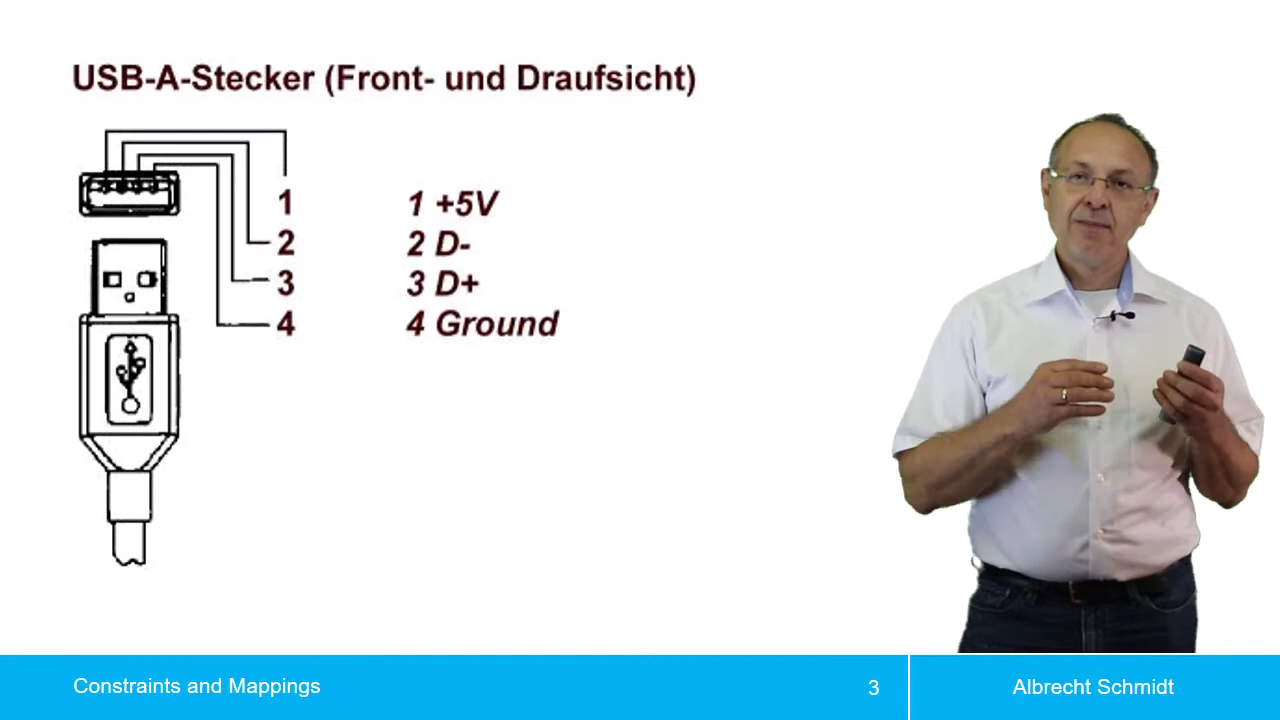 USB-A-Stecker (Front- und Draufsicht)
1 1 +5V
2 2 D-
3 3 D+
4 4 Ground
Constraints and Mappings 3 Albrecht Schmidt